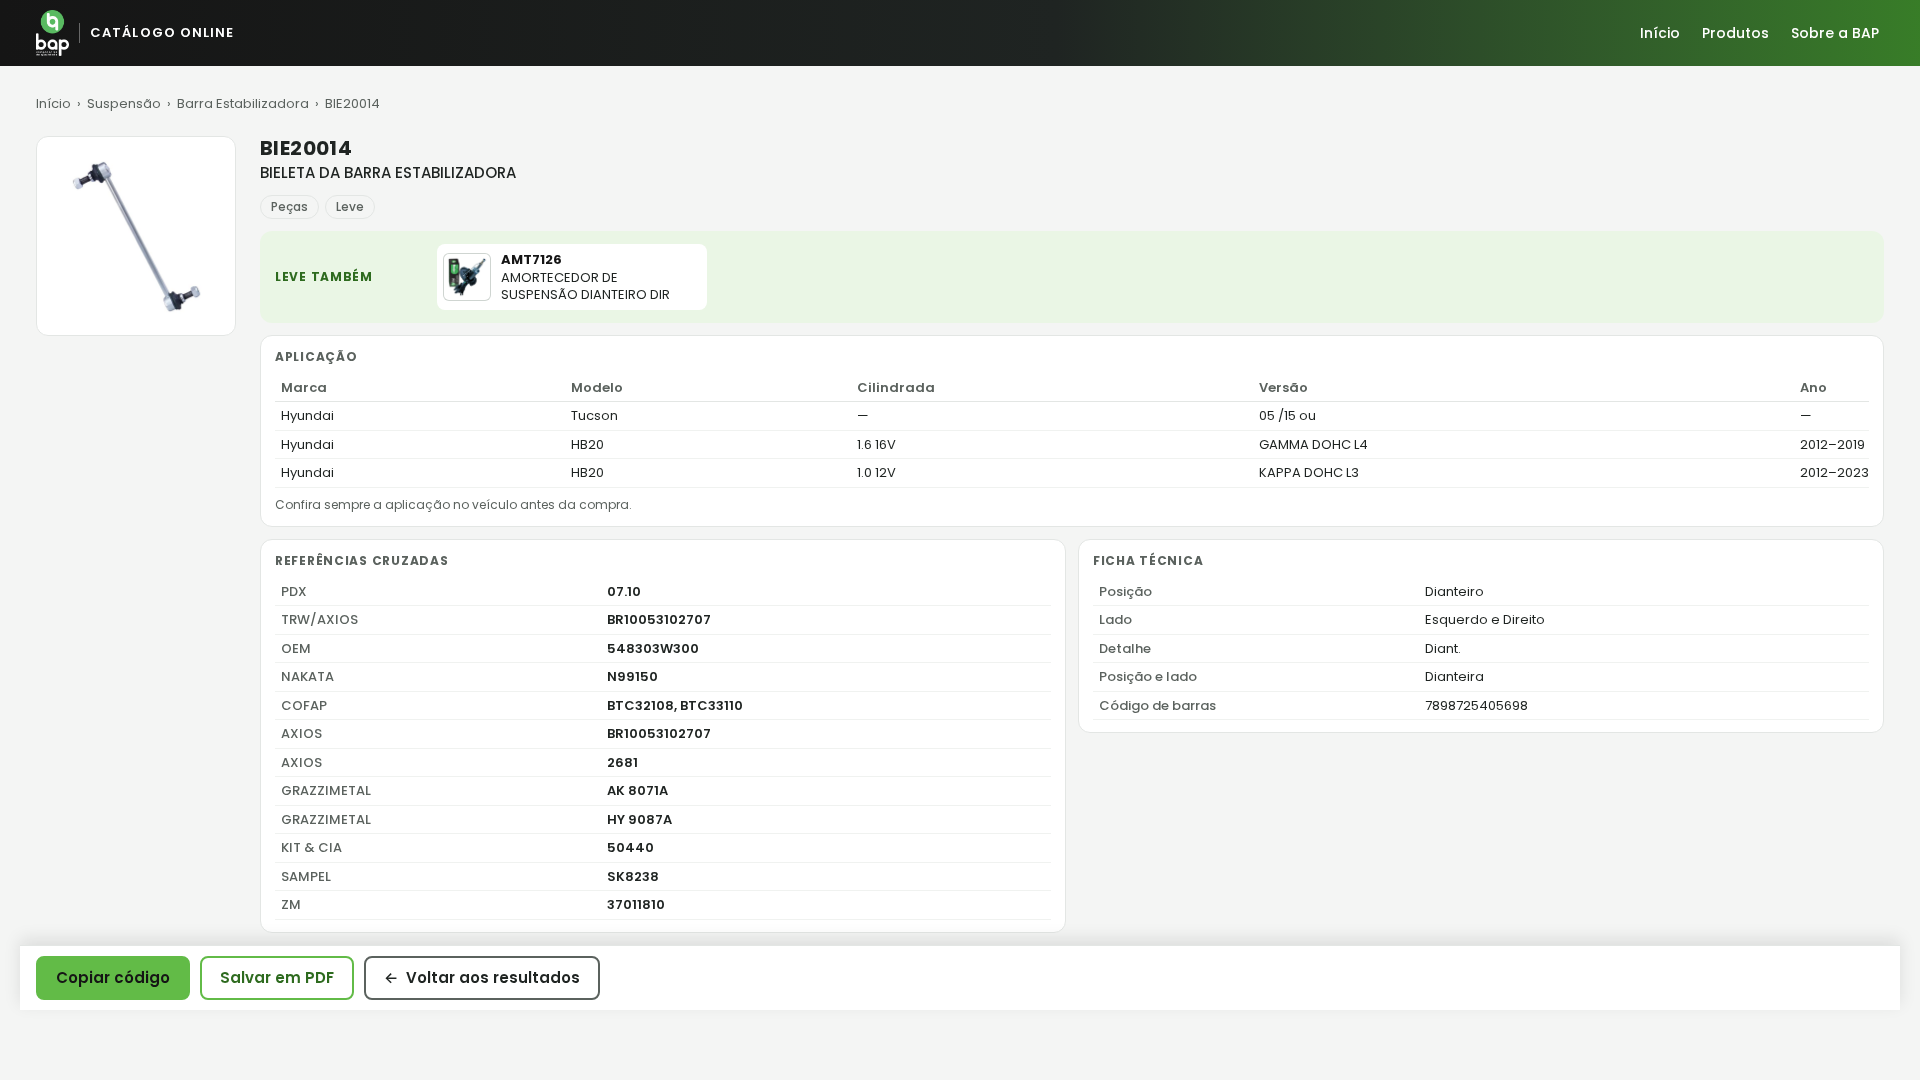 bap
CATÁLOGO ONLINE
Início
Produtos
Sobre a BAP
Início › Suspensão › Barra Estabilizadora › BIE20014
BIE20014
BIELETA DA BARRA ESTABILIZADORA
Peças
Leve
LEVE TAMBÉM
AMT7126
AMORTECEDOR DE
SUSPENSÃO DIANTEIRO DIR
APLICAÇÃO
Marca Modelo Cilindrada Versão Ano
Hyundai Tucson — 05 /15 ou —
Hyundai HB20 1.6 16V GAMMA DOHC L4 2012–2019
Hyundai HB20 1.0 12V KAPPA DOHC L3 2012–2023
Confira sempre a aplicação no veículo antes da compra.
REFERÊNCIAS CRUZADAS
PDX 07.10
TRW/AXIOS BR10053102707
OEM 548303W300
NAKATA N99150
COFAP BTC32108, BTC33110
AXIOS BR10053102707
AXIOS 2681
GRAZZIMETAL AK 8071A
GRAZZIMETAL HY 9087A
KIT & CIA 50440
SAMPEL SK8238
ZM 37011810
FICHA TÉCNICA
Posição Dianteiro
Lado Esquerdo e Direito
Detalhe Diant.
Posição e lado Dianteira
Código de barras 7898725405698
Copiar código
Salvar em PDF
← Voltar aos resultados